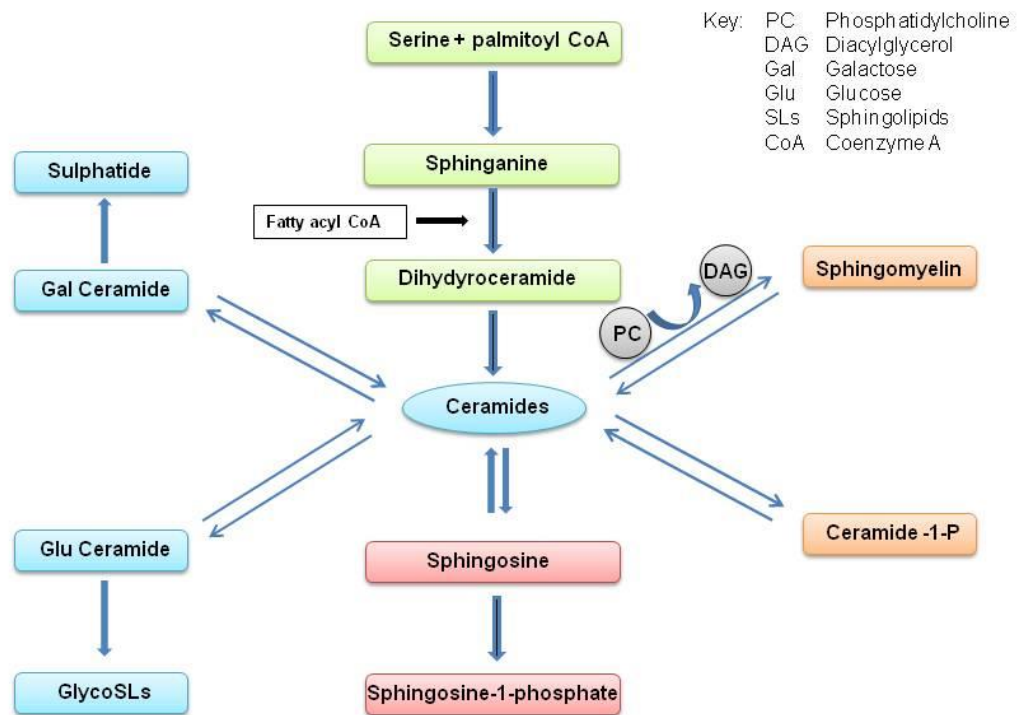 Serine + palmitoyl CoA
Key: PC Phosphatidylcholine
DAG Diacylglycerol
Gal Galactose
Glu Glucose
SLs Sphingolipids
CoA Coenzyme A
Sphinganine
Sulphatide
Fatty acyl CoA
Dihydyroceramide
DAG
Sphingomyelin
Gal Ceramide
PC
Ceramides
Glu Ceramide
Sphingosine
Ceramide -1-P
GlycoSLs
Sphingosine-1-phosphate